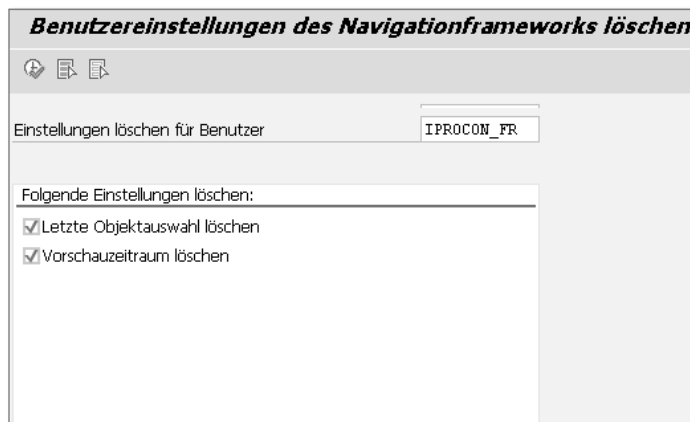 Benutzereinstellungen des Navigationframeworks löschen
Einstellungen löschen für Benutzer IPROCON_FR
Folgende Einstellungen löschen:
Letzte Objektauswahl löschen
Vorschauzeitraum löschen